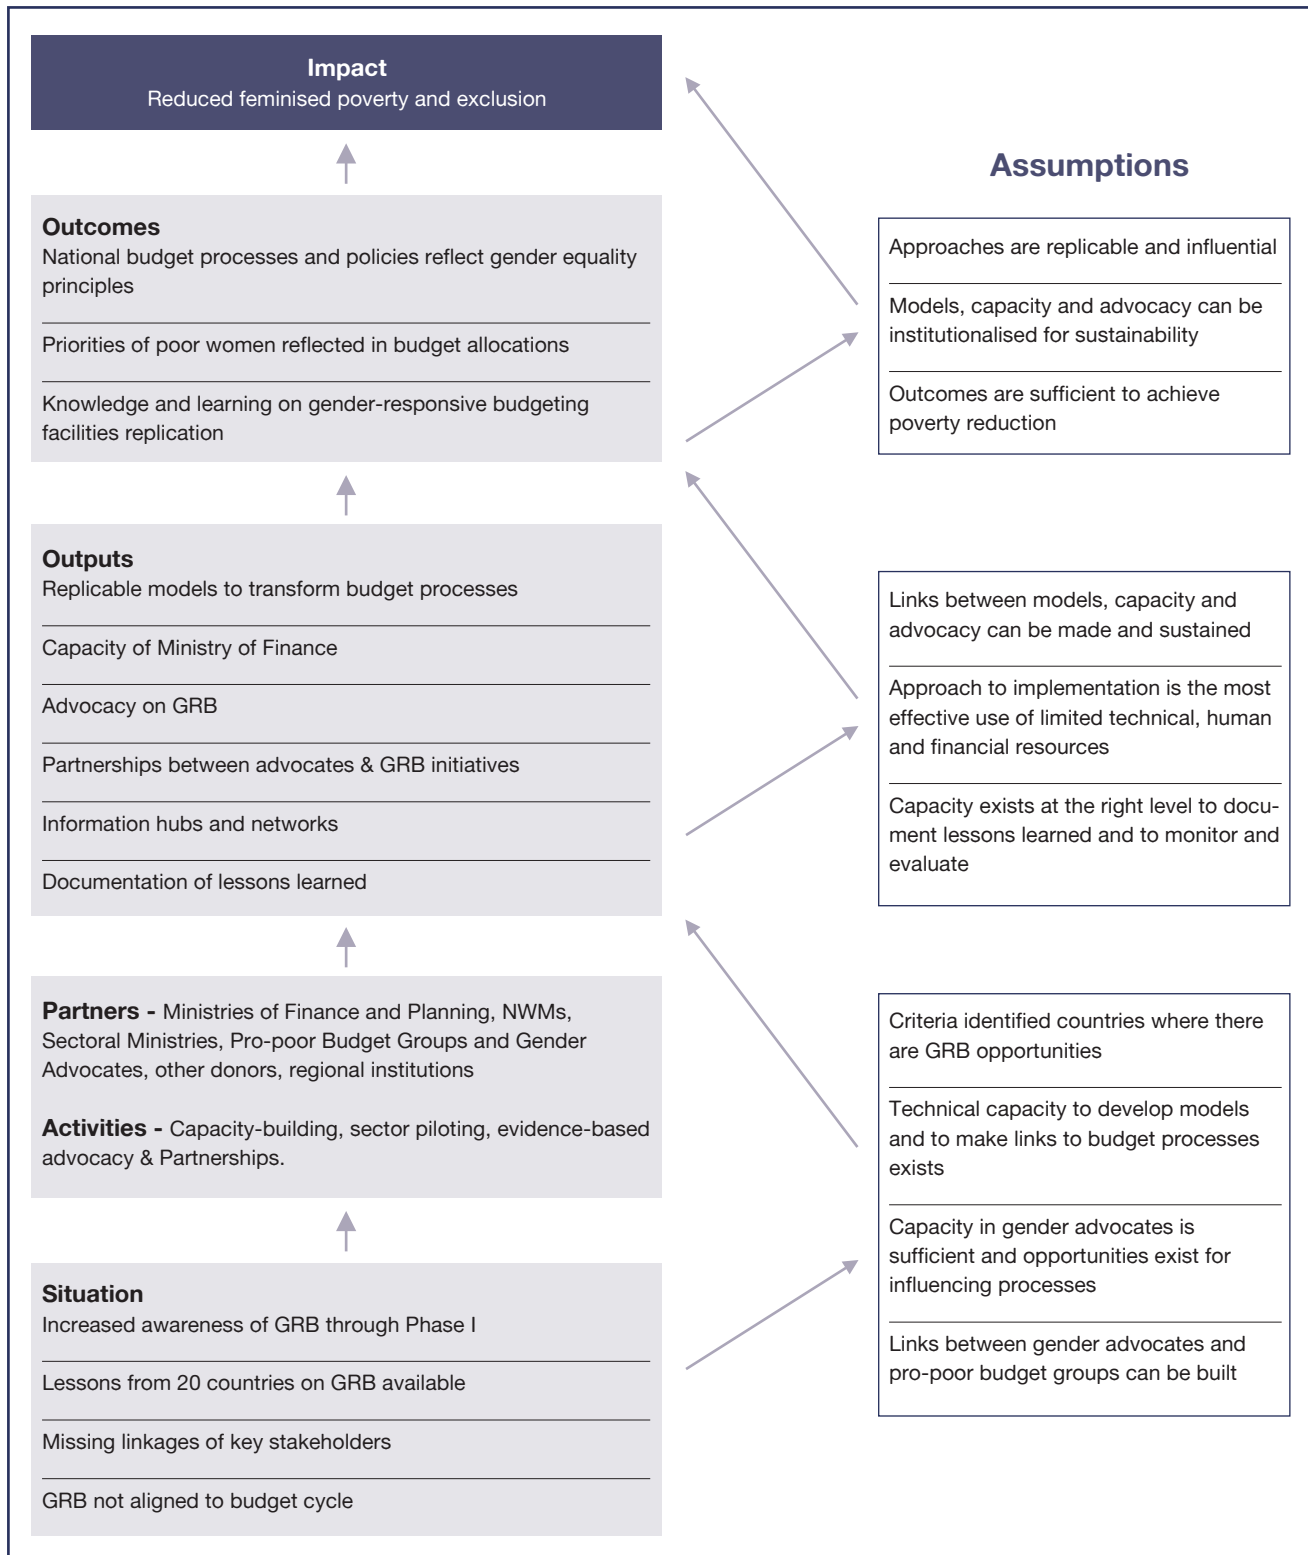 Impact
Reduced feminised poverty and exclusion
Outcomes
National budget processes and policies reflect gender equality
principles
Priorities of poor women reflected in budget allocations
Knowledge and learning on gender-responsive budgeting
facilities replication
Outputs
Replicable models to transform budget processes
Capacity of Ministry of Finance
Advocacy on GRB
Partnerships between advocates & GRB initiatives
Information hubs and networks
Documentation of lessons learned
Partners - Ministries of Finance and Planning, NWMs,
Sectoral Ministries, Pro-poor Budget Groups and Gender
Advocates, other donors, regional institutions
Activities - Capacity-building, sector piloting, evidence-based
advocacy & Partnerships.
Situation
Increased awareness of GRB through Phase I
Lessons from 20 countries on GRB available
Missing linkages of key stakeholders
GRB not aligned to budget cycle
Assumptions
Approaches are replicable and influential
Models, capacity and advocacy can be
institutionalised for sustainability
Outcomes are sufficient to achieve
poverty reduction
Links between models, capacity and
advocacy can be made and sustained
Approach to implementation is the most
effective use of limited technical, human
and financial resources
Capacity exists at the right level to docu-
ment lessons learned and to monitor and
evaluate
Criteria identified countries where there
are GRB opportunities
Technical capacity to develop models
and to make links to budget processes
exists
Capacity in gender advocates is
sufficient and opportunities exist for
influencing processes
Links between gender advocates and
pro-poor budget groups can be built